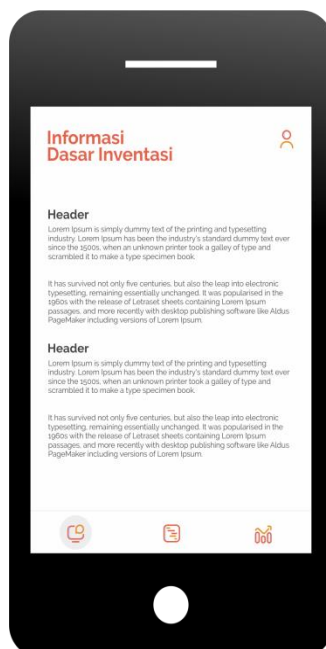 Informasi
Dasar Inventasi
Header
Lorem Ipsum is simply dummy text of the printing and typesetting
industry. Lorem Ipsum has been the industry's standard dummy text ever
since the 1500s, when an unknown printer took a galley of type and
scrambled it to make a type specimen book.
It has survived not only five centuries, but also the leap into electronic
typesetting, remaining essentially unchanged. It was popularised in the
1960s with the release of Letraset sheets containing Lorem Ipsum
passages, and more recently with desktop publishing software like Aldus
PageMaker including versions of Lorem Ipsum.
Header
Lorem Ipsum is simply dummy text of the printing and typesetting
industry. Lorem Ipsum has been the industry's standard dummy text ever
since the 1500s, when an unknown printer took a galley of type and
scrambled it to make a type specimen book.
It has survived not only five centuries, but also the leap into electronic
typesetting, remaining essentially unchanged. It was popularised in the
1960s with the release of Letraset sheets containing Lorem Ipsum
passages, and more recently with desktop publishing software like Aldus
PageMaker including versions of Lorem Ipsum.